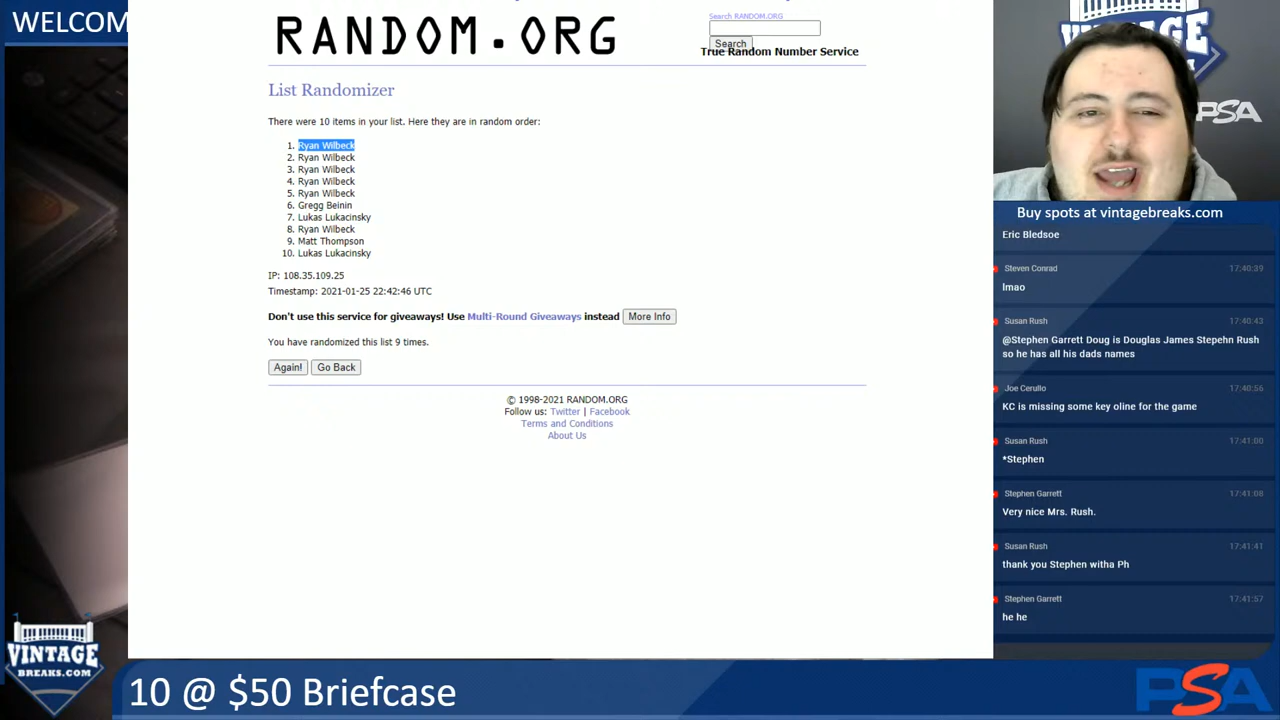 WELCOM
RANDOM.ORG
Search RANDOM.ORG
Search
True Random Number Service
List Randomizer
There were 10 items in your list. Here they are in random order:
1. Ryan Wilbeck
2. Ryan Wilbeck
3. Ryan Wilbeck
4. Ryan Wilbeck
5. Ryan Wilbeck
6. Gregg Beinin
7. Lukas Lukacinsky
8. Ryan Wilbeck
9. Matt Thompson
10. Lukas Lukacinsky
IP: 108.35.109.25
Timestamp: 2021-01-25 22:42:46 UTC
Don't use this service for giveaways! Use Multi-Round Giveaways instead More Info
You have randomized this list 9 times.
Again! Go Back
© 1998-2021 RANDOM.ORG
Follow us: Twitter | Facebook
Terms and Conditions
About Us
PSA
Buy spots at vintagebreaks.com
Eric Bledsoe
Steven Conrad 17:40:39
lmao
Susan Rush 17:40:43
@Stephen Garrett Doug is Douglas James Stepehn Rush
so he has all his dads names
Joe Cerullo 17:40:56
KC is missing some key oline for the game
Susan Rush 17:41:00
*Stephen
Stephen Garrett 17:41:08
Very nice Mrs. Rush.
Susan Rush 17:41:41
thank you Stephen witha Ph
Stephen Garrett 17:41:57
he he
VINTAGE
BREAKS.COM
10 @ $50 Briefcase
PSA